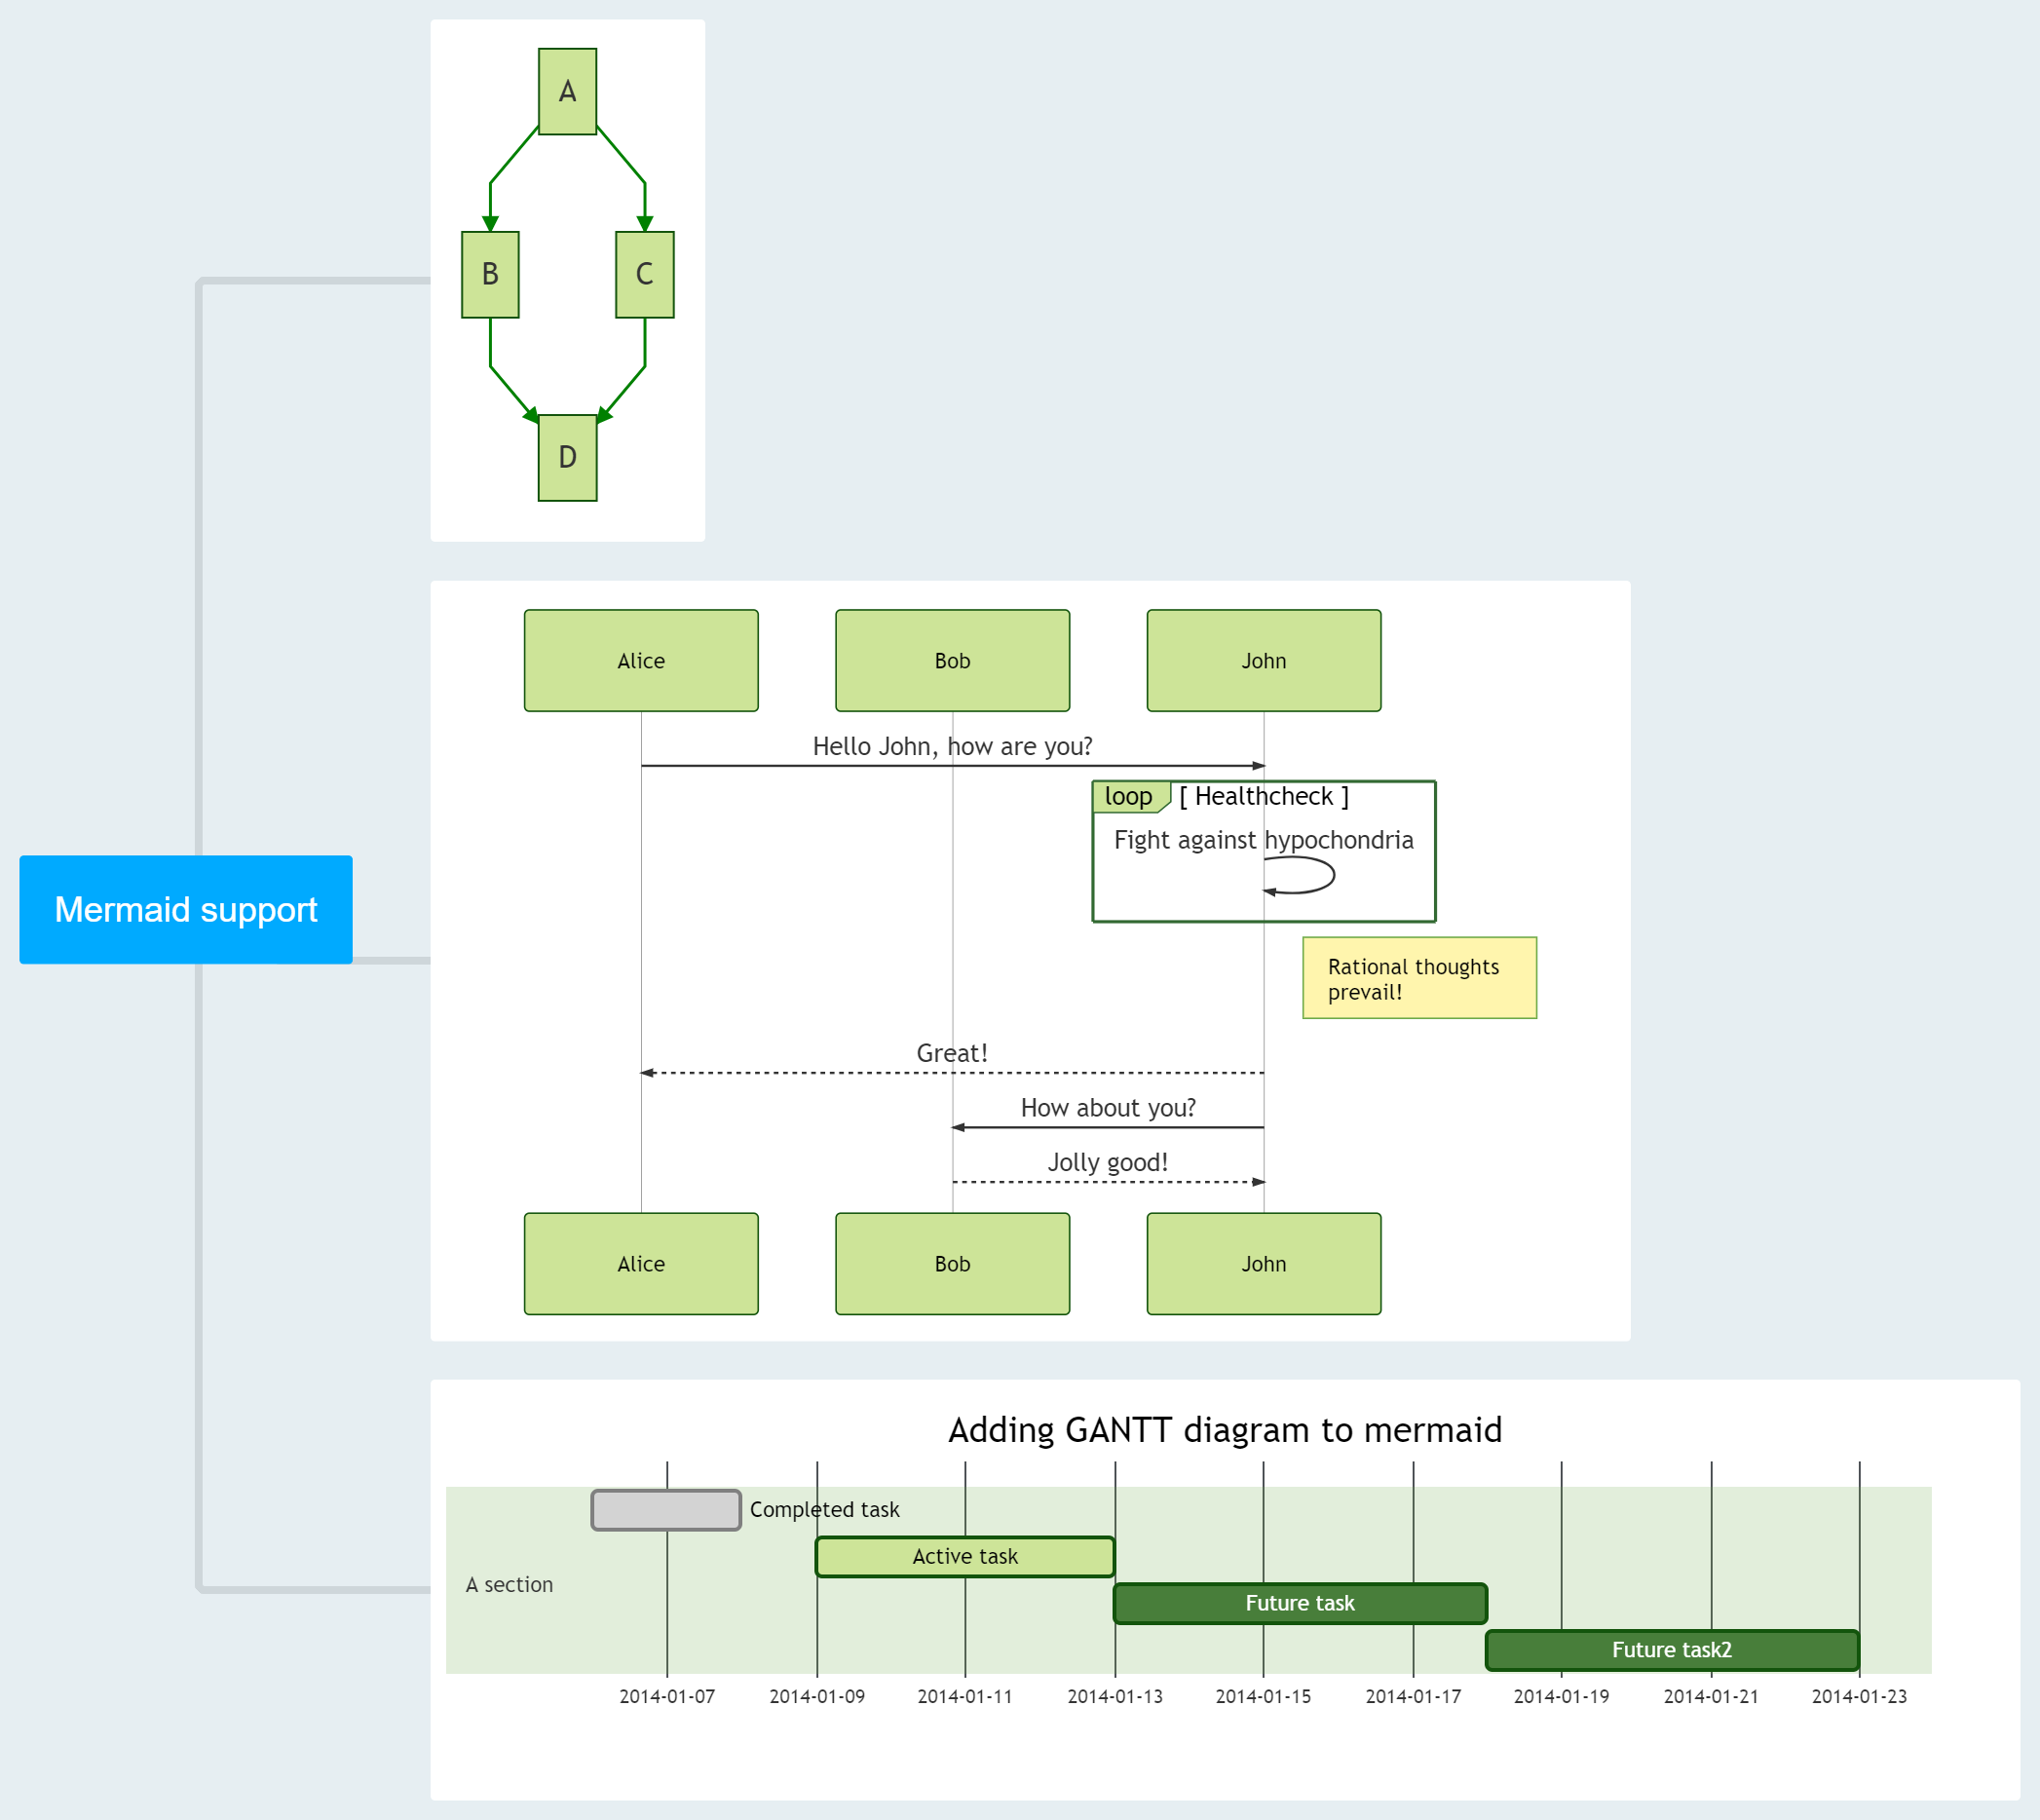 A
B
C
D
Alice
Bob
John
Hello John, how are you?
loop
[ Healthcheck ]
Fight against hypochondria
Mermaid support
Rational thoughts
prevail!
Great!
How about you?
Jolly good!
Alice
Bob
John
Adding GANTT diagram to mermaid
Completed task
Active task
A section
Future task
Future task2
2014-01-07
2014-01-09
2014-01-11
2014-01-13
2014-01-15
2014-01-17
2014-01-19
2014-01-21
2014-01-23